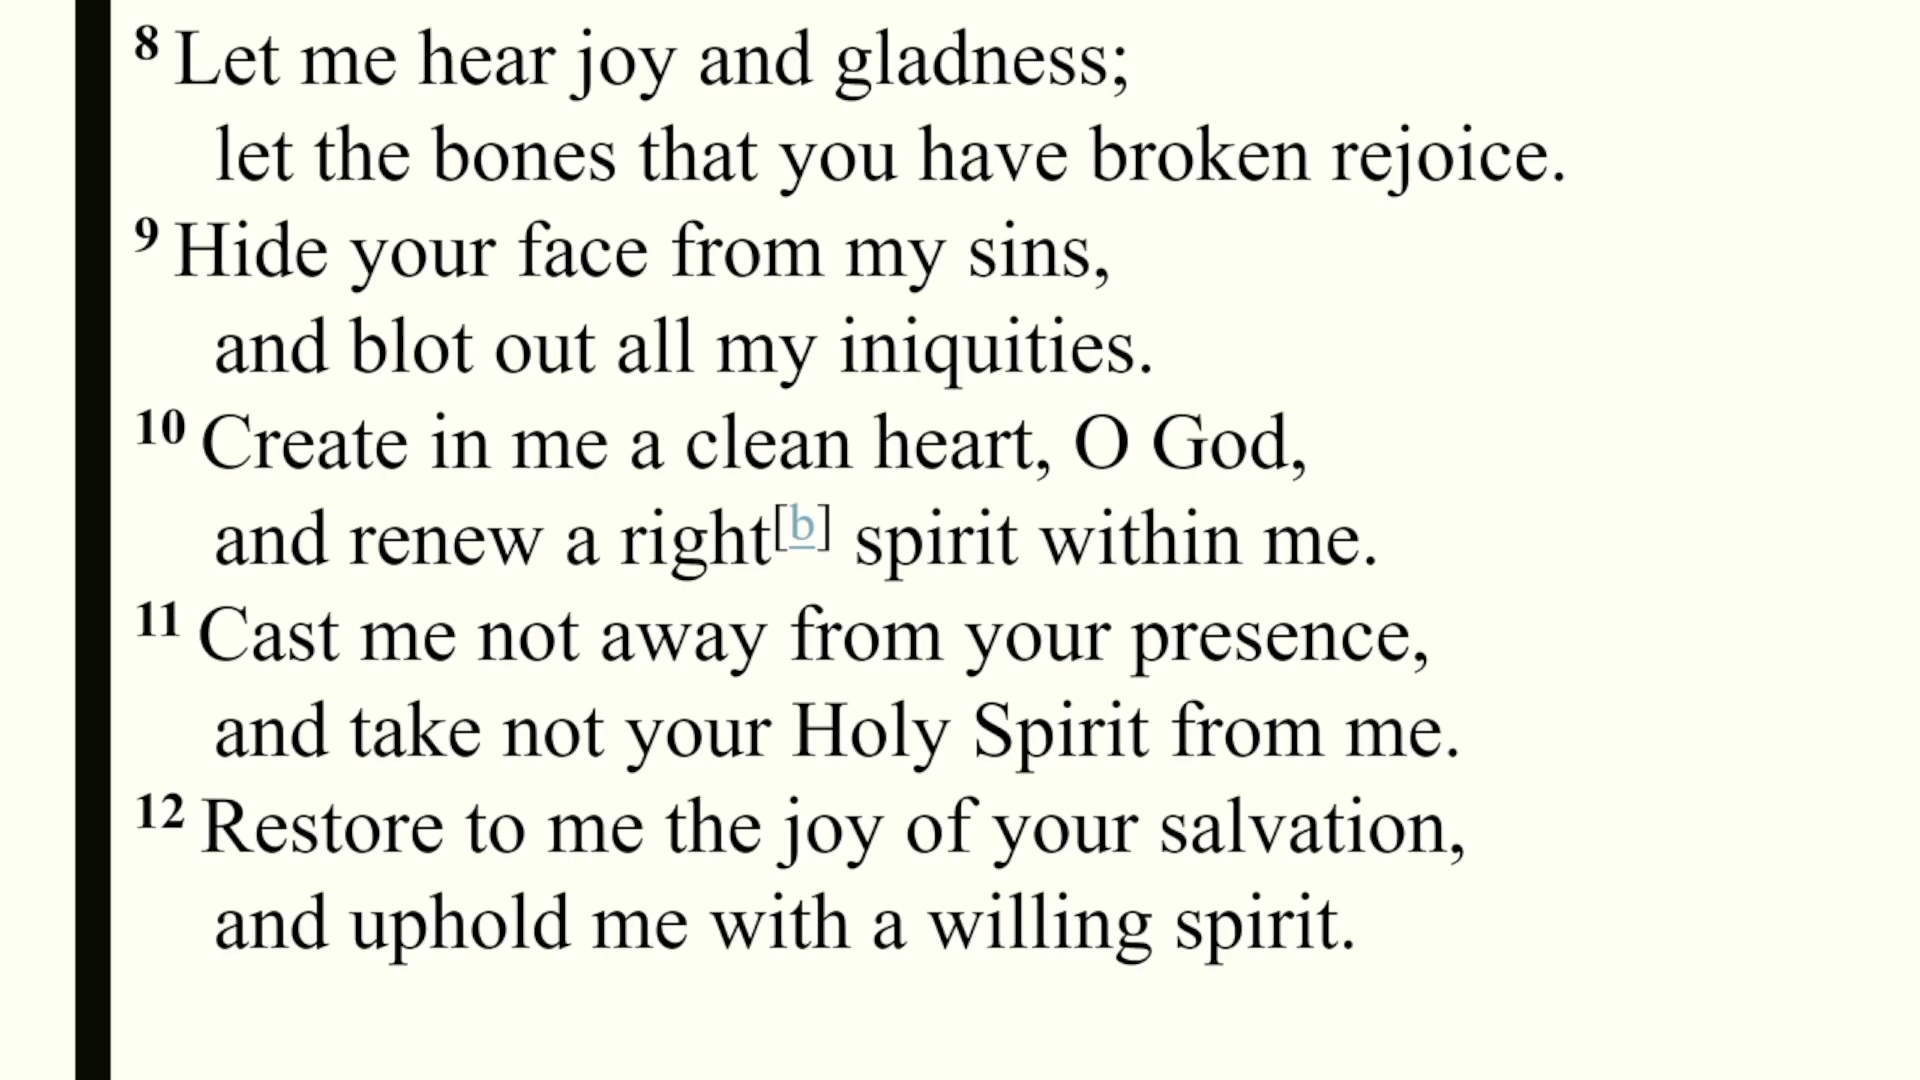 8 Let me hear joy and gladness;
let the bones that you have broken rejoice.
9 Hide your face from my sins,
and blot out all my iniquities.
10 Create in me a clean heart, O God,
and renew a right[b] spirit within me.
11 Cast me not away from your presence,
and take not your Holy Spirit from me.
12 Restore to me the joy of your salvation,
and uphold me with a willing spirit.